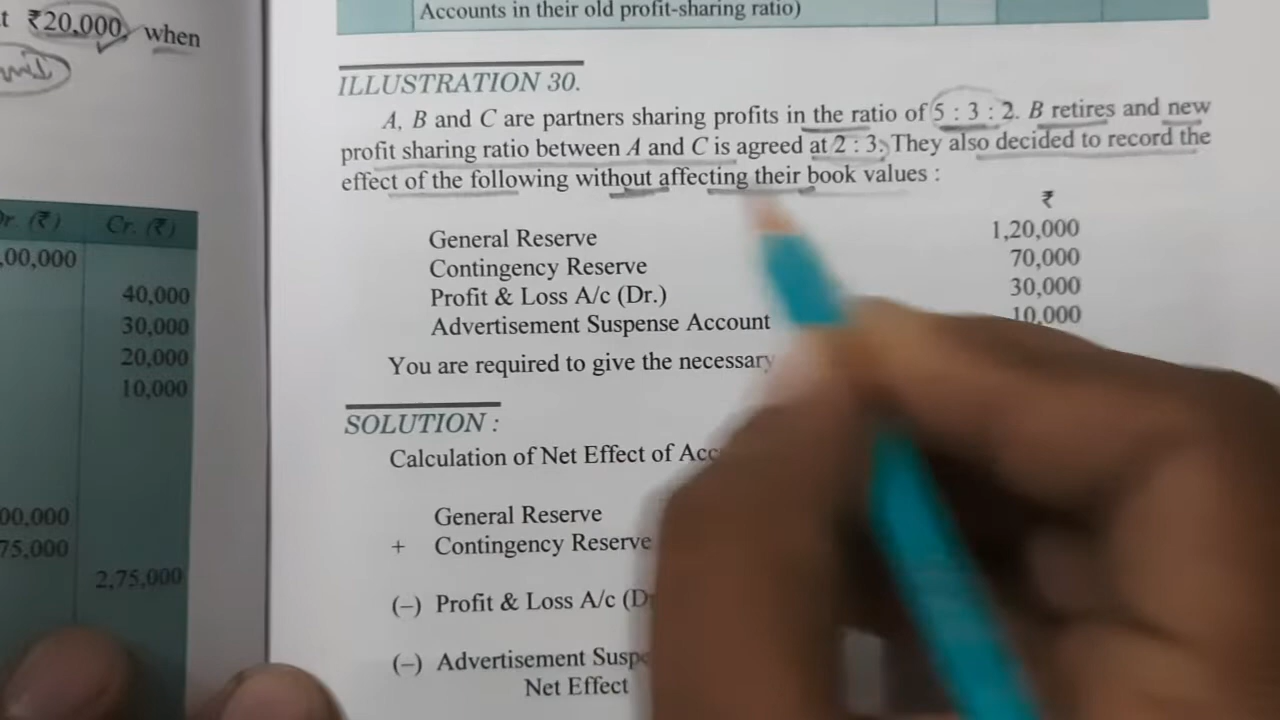 t ₹20,000, when
r. (₹) Cr. (₹)
,00,000
40,000
30,000
20,000
10,000
00,000
75,000
2,75,000
Accounts in their old profit-sharing ratio)
ILLUSTRATION 30.
A, B and C are partners sharing profits in the ratio of 5 : 3 : 2. B retires and new
profit sharing ratio between A and C is agreed at 2 : 3. They also decided to record the
effect of the following without affecting their book values :
₹
General Reserve 1,20,000
Contingency Reserve 70,000
Profit & Loss A/c (Dr.) 30,000
Advertisement Suspense Account 10,000
You are required to give the necessary
SOLUTION :
Calculation of Net Effect of Acc
General Reserve
+ Contingency Reserve
(–) Profit & Loss A/c (D
(–) Advertisement Suspe
Net Effect